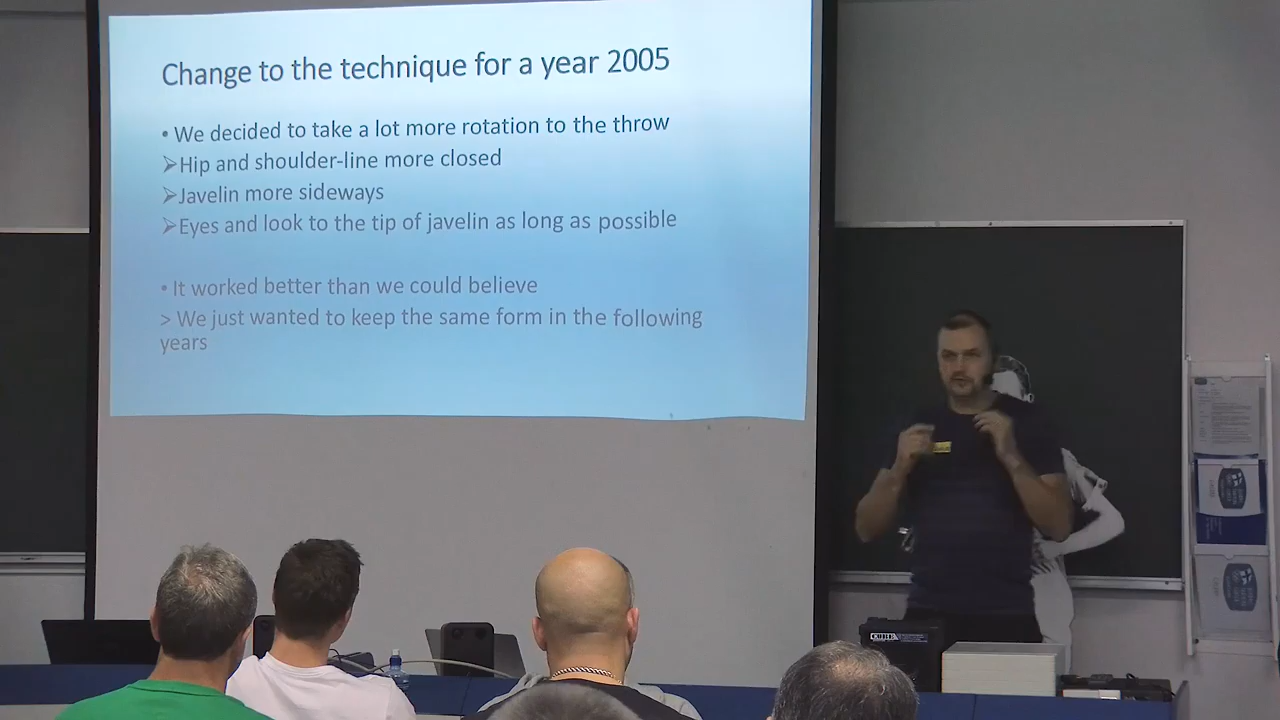 Change to the technique for a year 2005
• We decided to take a lot more rotation to the throw
➢Hip and shoulder-line more closed
➢Javelin more sideways
➢Eyes and look to the tip of javelin as long as possible
• It worked better than we could believe
> We just wanted to keep the same form in the following
years